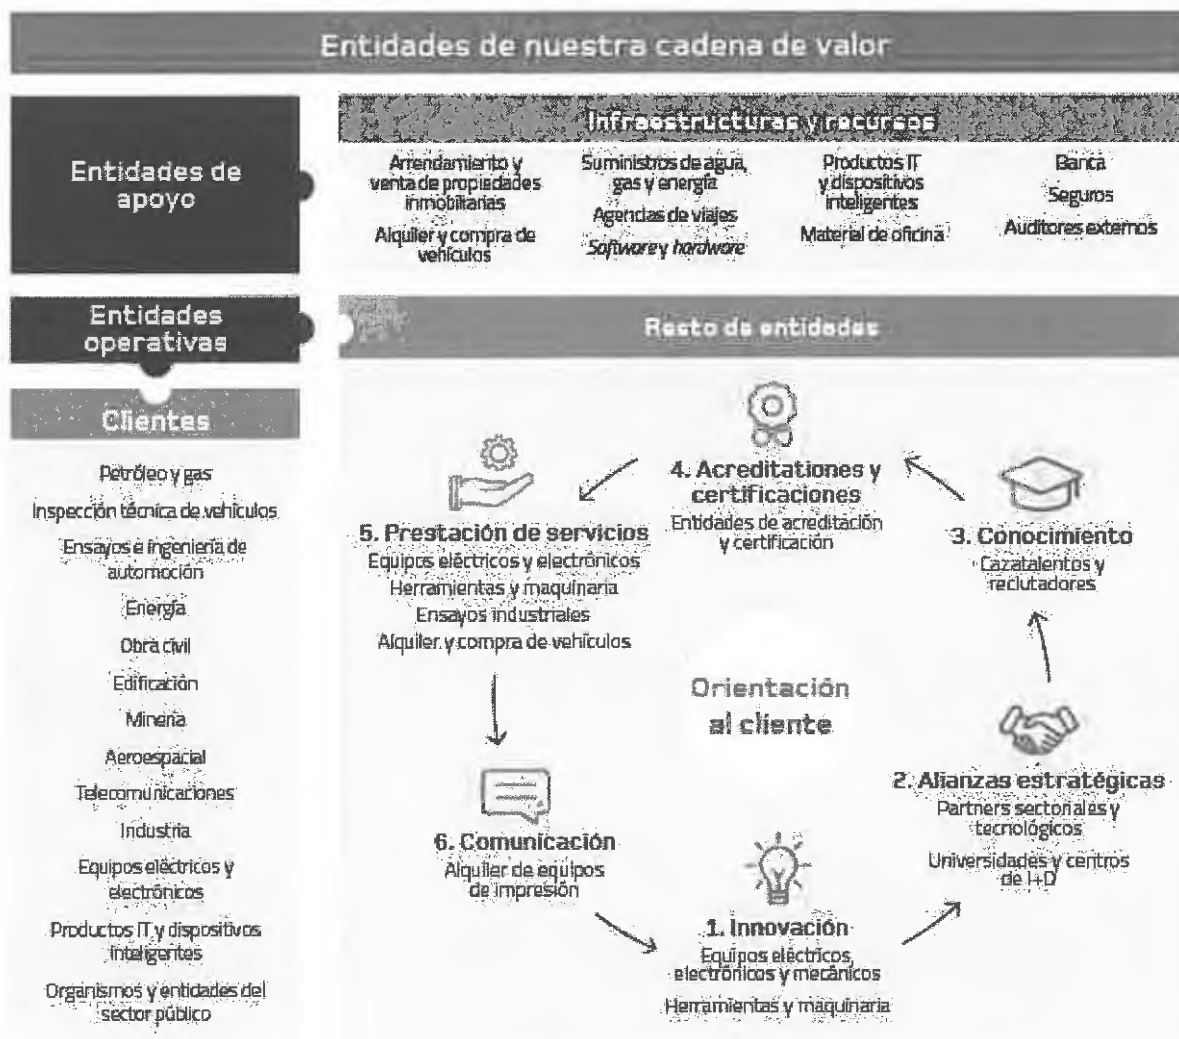 Entidades de nuestra cadena de valor
Entidades de
apoyo
Infraestructuras y recursos
Arrendamiento y
venta de propiedades
inmobiliarias
Alquiler y compra de
vehículos
Suministros de agua,
gas y energía
Agencias de viajes
Software y hardware
Productos IT
y dispositivos
inteligentes
Material de oficina
Banca
Seguros
Auditores externos
Entidades
operativas
Resto de entidades
Clientes
Petróleo y gas
Inspección técnica de vehículos
Ensayos e ingeniería de
automoción
Energía
Obra civil
Edificación
Minería
Aeroespacial
Telecomunicaciones
Industria
Equipos eléctricos y
electrónicos
Productos IT y dispositivos
inteligentes
Organismos y entidades del
sector público
4. Acreditationes y
certificaciones
Entidades de acreditación
y certificación
5. Prestación de servicios
Equipos eléctricos y electrónicos
Herramientas y maquinaria
Ensayos industriales
Alquiler y compra de vehículos
3. Conocimiento
Cazatalentos y
reclutadores
Orientación
al cliente
2. Alianzas estratégicas
Partners sectoriales y
tecnológicos
Universidades y centros
de I+D
6. Comunicación
Alquiler de equipos
de impresión
1. Innovación
Equipos eléctricos,
electrónicos y mecánicos
Herramientas y maquinaria